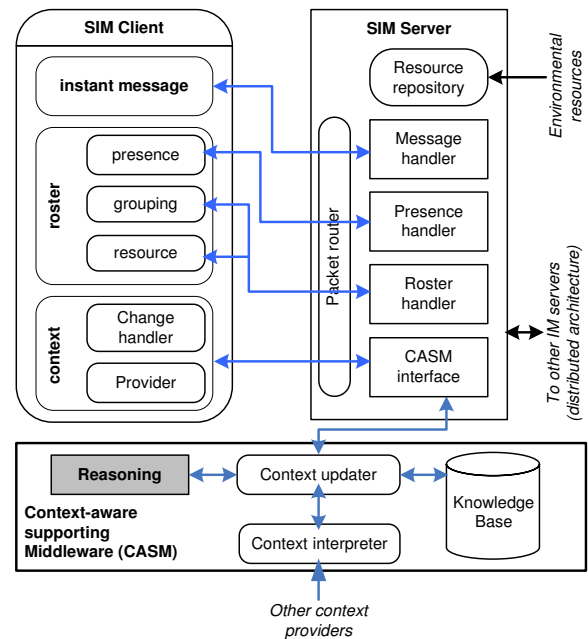 SIM Client
instant message
roster
presence
grouping
resource
context
Change
handler
Provider
SIM Server
Resource
repository
Packet router
Message
handler
Presence
handler
Roster
handler
CASM
interface
Environmental
resources
To other IM servers
(distributed architecture)
Reasoning
Context updater
Knowledge
Base
Context-aware
supporting
Middleware (CASM)
Context interpreter
Other context
providers